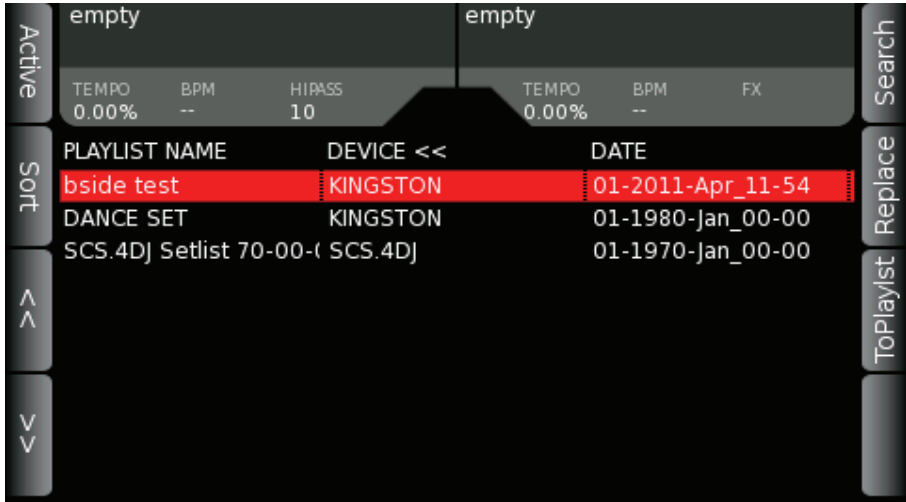 Active
Sort
<<
>>
empty
TEMPO BPM HIPASS
0.00% -- 10
empty
TEMPO BPM FX
0.00% --
PLAYLIST NAME DEVICE << DATE
bside test KINGSTON 01-2011-Apr_11-54
DANCE SET KINGSTON 01-1980-Jan_00-00
SCS.4DJ Setlist 70-00-( SCS.4DJ 01-1970-Jan_00-00
Search
Replace
ToPlaylst